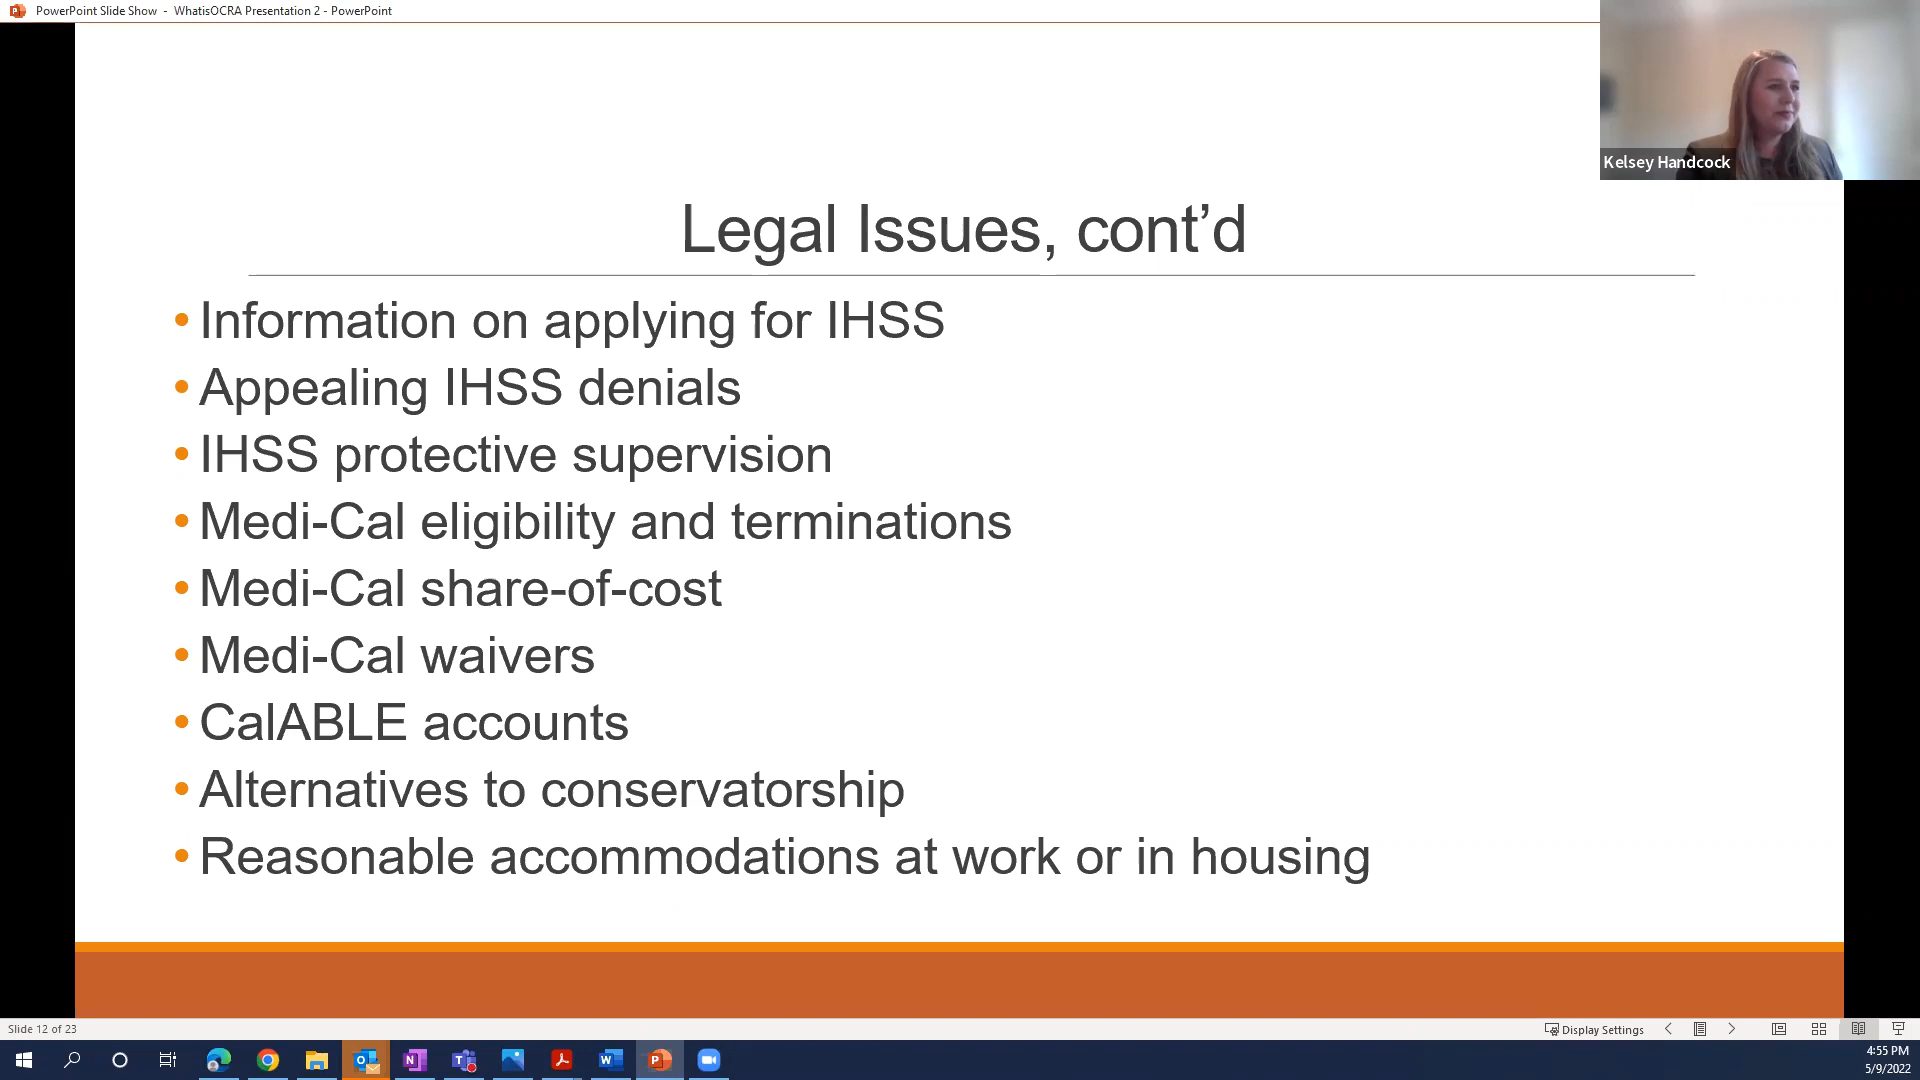 PowerPoint Slide Show - WhatisOCRA Presentation 2 - PowerPoint
Kelsey Handcock
Legal Issues, cont’d
• Information on applying for IHSS
• Appealing IHSS denials
• IHSS protective supervision
• Medi-Cal eligibility and terminations
• Medi-Cal share-of-cost
• Medi-Cal waivers
• CalABLE accounts
• Alternatives to conservatorship
• Reasonable accommodations at work or in housing
Slide 12 of 23
Display Settings
4:55 PM
5/9/2022